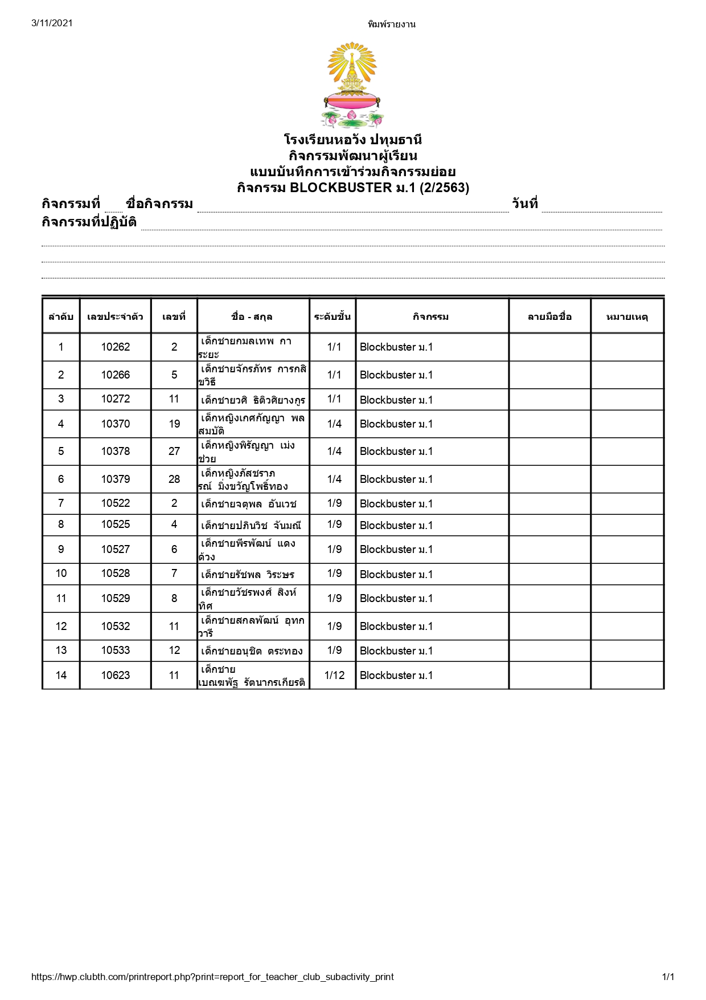 3/11/2021 พิมพ์รายงาน
โรงเรียนหอวัง ปทุมธานี
กิจกรรมพัฒนาผู้เรียน
แบบบันทึกการเข้าร่วมกิจกรรมย่อย
กิจกรรม BLOCKBUSTER ม.1 (2/2563)
กิจกรรมที่ ชื่อกิจกรรม วันที่
กิจกรรมที่ปฏิบัติ
ลำดับ เลขประจำตัว เลขที่ ชื่อ - สกุล ระดับชั้น กิจกรรม ลายมือชื่อ หมายเหตุ
1 10262 2 เด็กชายกมลเทพ กา
ระยะ 1/1 Blockbuster ม.1
2 10266 5 เด็กชายจักรภัทร การกสิ
ขวิธี 1/1 Blockbuster ม.1
3 10272 11 เด็กชายวศิ ธิติวศิยางกูร 1/1 Blockbuster ม.1
4 10370 19 เด็กหญิงเกศกัญญา พล
สมบัติ 1/4 Blockbuster ม.1
5 10378 27 เด็กหญิงพิรัญญา เม่ง
ช่วย 1/4 Blockbuster ม.1
6 10379 28 เด็กหญิงภัสชราภ
รณ์ มิ่งขวัญโพธิ์ทอง 1/4 Blockbuster ม.1
7 10522 2 เด็กชายจตุพล อันเวช 1/9 Blockbuster ม.1
8 10525 4 เด็กชายปภินวิช จันมณี 1/9 Blockbuster ม.1
9 10527 6 เด็กชายพีรพัฒน์ แดง
ด้วง 1/9 Blockbuster ม.1
10 10528 7 เด็กชายรัชพล วิระษร 1/9 Blockbuster ม.1
11 10529 8 เด็กชายวัชรพงศ์ สิงห์
ทิศ 1/9 Blockbuster ม.1
12 10532 11 เด็กชายสกลพัฒน์ อุทก
วารี 1/9 Blockbuster ม.1
13 10533 12 เด็กชายอนุชิต ตระทอง 1/9 Blockbuster ม.1
14 10623 11 เด็กชาย
เบณฆพัฐ รัตนากรเกียรติ 1/12 Blockbuster ม.1
https://hwp.clubth.com/printreport.php?print=report_for_teacher_club_subactivity_print 1/1